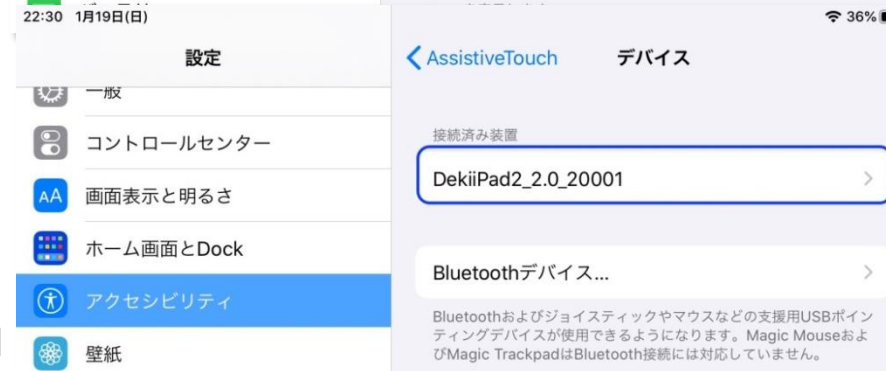 22:30 1月19日(日)
36%
設定
AssistiveTouch
デバイス
一般
コントロールセンター
画面表示と明るさ
ホーム画面とDock
アクセシビリティ
壁紙
接続済み装置
DekiiPad2_2.0_20001
Bluetoothデバイス...
Bluetoothおよびジョイスティックやマウスなどの支援用USBポイン
ティングデバイスが使用できるようになります。Magic Mouseおよ
びMagic TrackpadはBluetooth接続には対応していません。